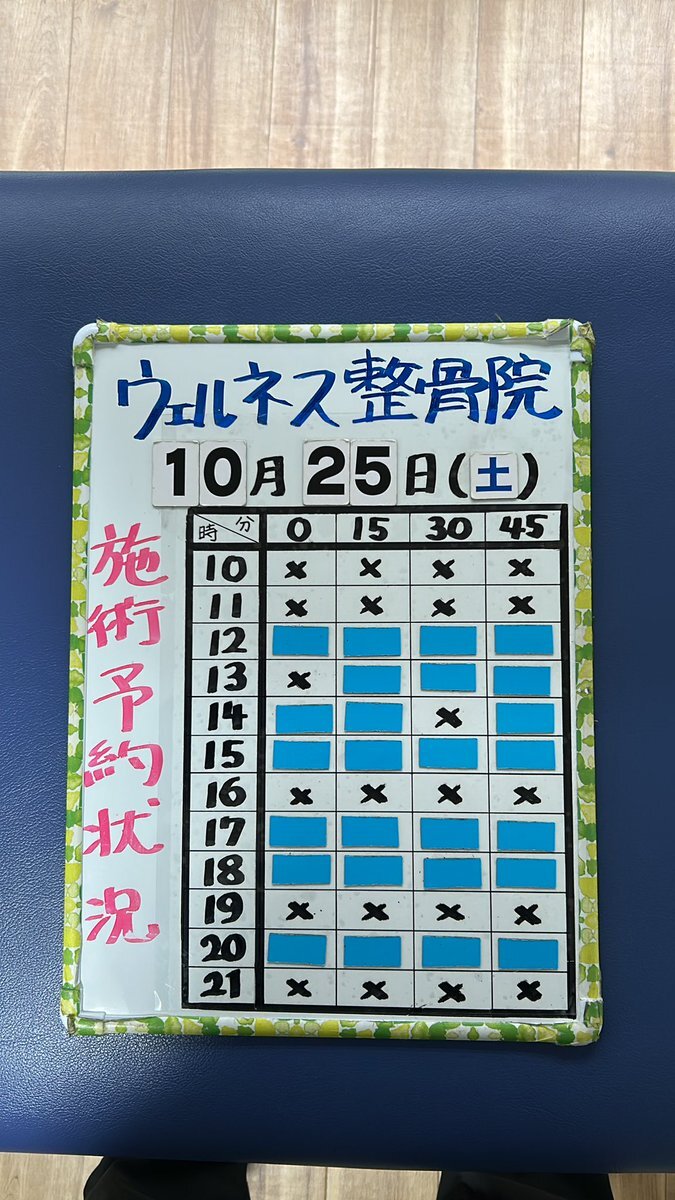 ウェルネス整骨院
10月25日(土)
施術予約状況
時 分 0 15 30 45
10 × × × ×
11 × × × ×
12
13 ×
14 ×
15
16 × × × ×
17
18
19 × × × ×
20
21 × × × ×